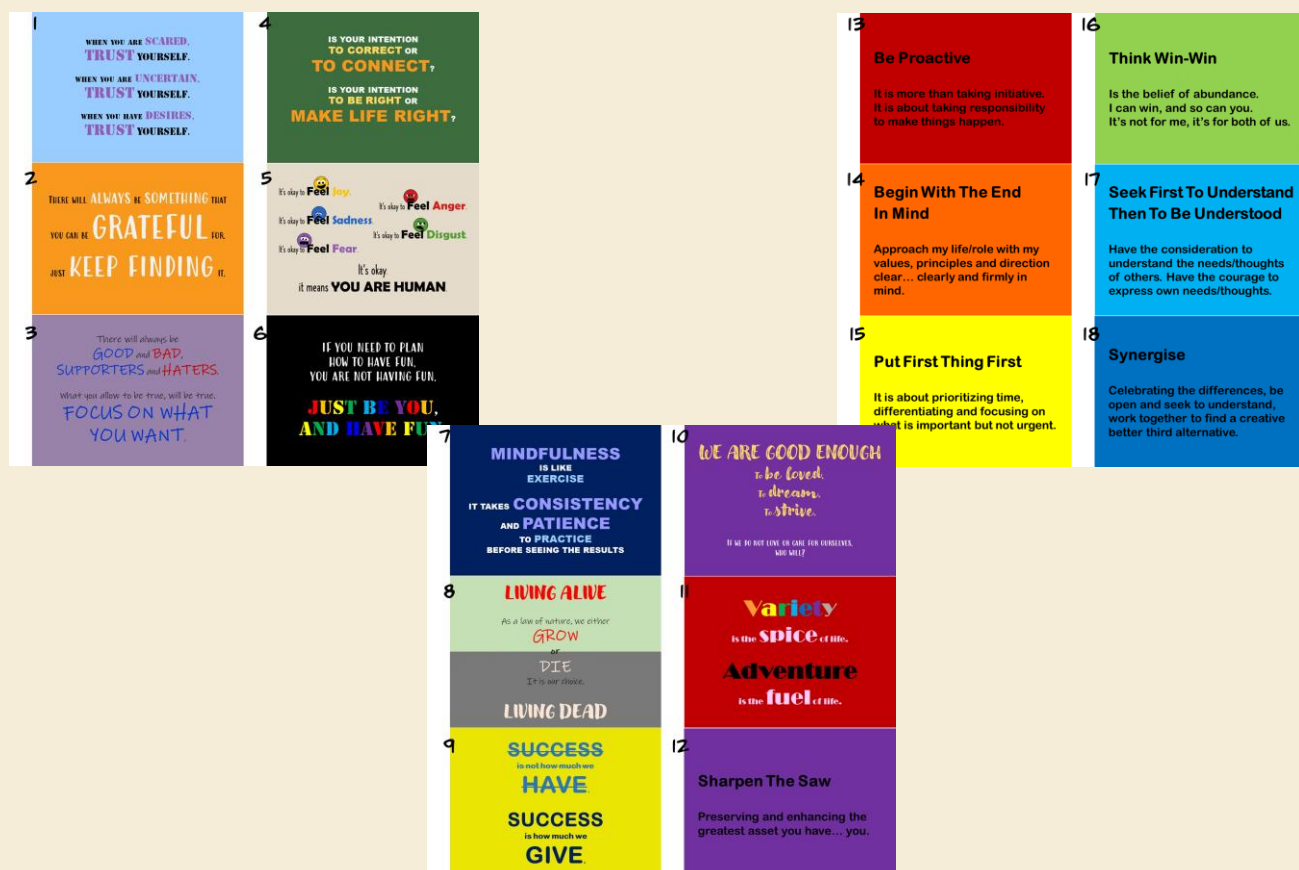 1
WHEN YOU ARE SCARED,
TRUST YOURSELF.
WHEN YOU ARE UNCERTAIN,
TRUST YOURSELF.
WHEN YOU HAVE DESIRES,
TRUST YOURSELF.
2
THERE WILL ALWAYS BE SOMETHING THAT
YOU CAN BE GRATEFUL FOR,
JUST KEEP FINDING IT.
3
There will always be
GOOD and BAD,
SUPPORTERS and HATERS.
What you allow to be true, will be true.
FOCUS ON WHAT
YOU WANT.
4
IS YOUR INTENTION
TO CORRECT OR
TO CONNECT?
IS YOUR INTENTION
TO BE RIGHT OR
MAKE LIFE RIGHT?
5
It's okay to Feel Joy.
It's okay to Feel Anger.
It's okay to Feel Sadness.
It's okay to Feel Disgust.
It's okay to Feel Fear.
It's okay.
it means YOU ARE HUMAN.
6
IF YOU NEED TO PLAN
HOW TO HAVE FUN,
YOU ARE NOT HAVING FUN.
JUST BE YOU,
AND HAVE FUN
7
MINDFULNESS
IS LIKE
EXERCISE
IT TAKES CONSISTENCY
AND PATIENCE
TO PRACTICE
BEFORE SEEING THE RESULTS
8
LIVING ALIVE
As a law of nature, we either
GROW
or
DIE
It is our choice.
LIVING DEAD
9
SUCCESS
is not how much we
HAVE.
SUCCESS
is how much we
GIVE.
10
WE ARE GOOD ENOUGH
To be loved,
To dream,
To strive.
IF WE DO NOT LOVE OR CARE FOR OURSELVES,
WHO WILL?
11
Variety
is the spice of life.
Adventure
is the fuel of life.
12
Sharpen The Saw
Preserving and enhancing the
greatest asset you have... you.
13
Be Proactive
It is more than taking initiative.
It is about taking responsibility
to make things happen.
14
Begin With The End
In Mind
Approach my life/role with my
values, principles and direction
clear... clearly and firmly in
mind.
15
Put First Thing First
It is about prioritizing time,
differentiating and focusing on
what is important but not urgent.
16
Think Win-Win
Is the belief of abundance.
I can win, and so can you.
It's not for me, it's for both of us.
17
Seek First To Understand
Then To Be Understood
Have the consideration to
understand the needs/thoughts
of others. Have the courage to
express own needs/thoughts.
18
Synergise
Celebrating the differences, be
open and seek to understand,
work together to find a creative
better third alternative.